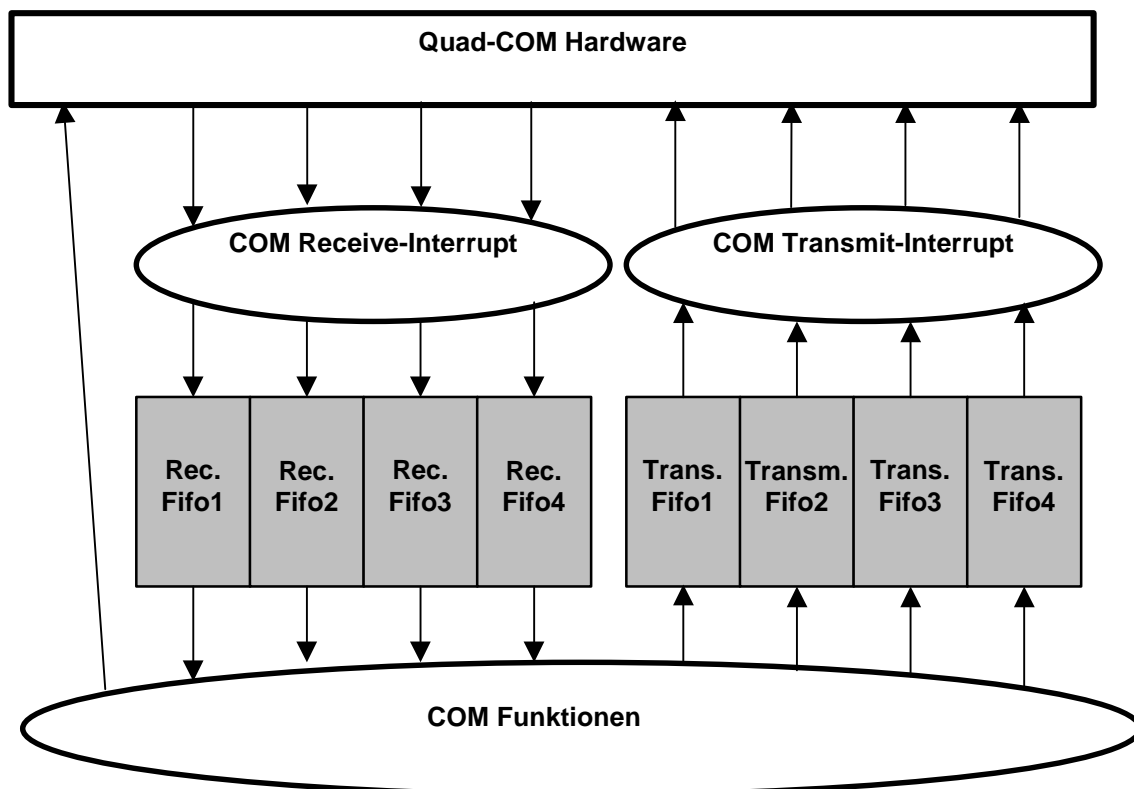 Quad-COM Hardware
COM Receive-Interrupt
COM Transmit-Interrupt
Rec.
Fifo1
Rec.
Fifo2
Rec.
Fifo3
Rec.
Fifo4
Trans.
Fifo1
Transm.
Fifo2
Trans.
Fifo3
Trans.
Fifo4
COM Funktionen